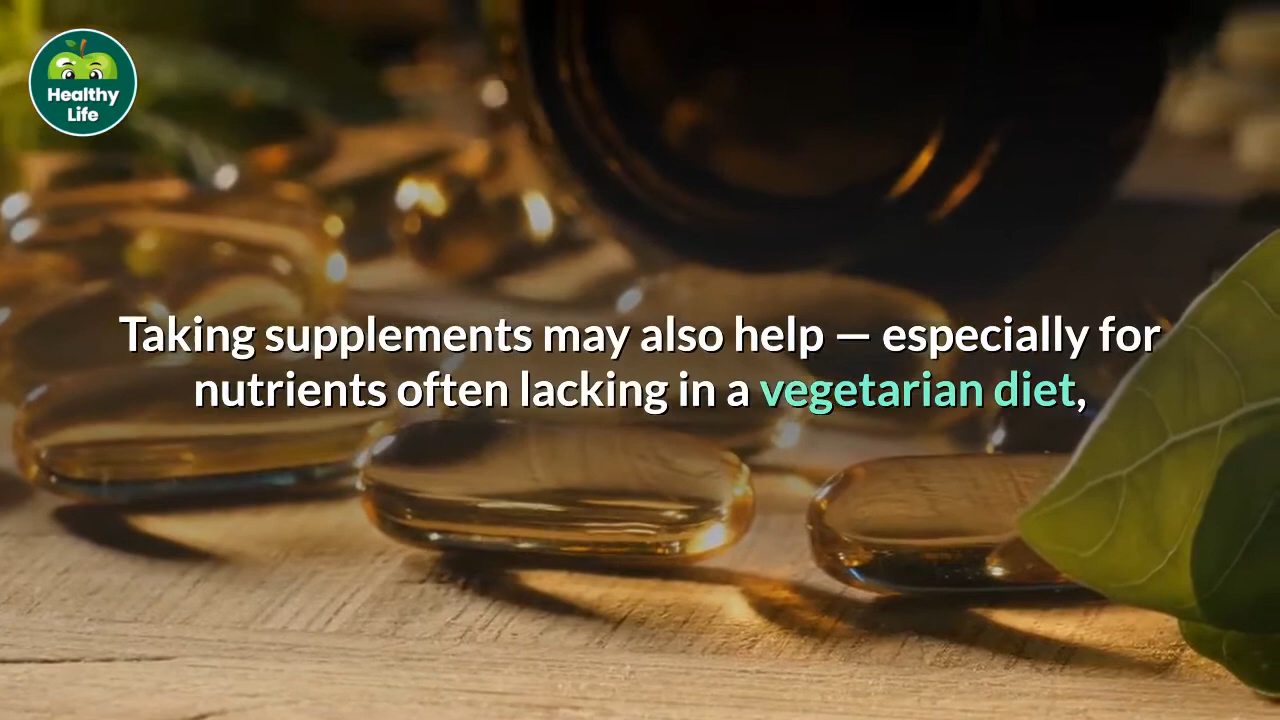 Healthy
Life
Taking supplements may also help — especially for
nutrients often lacking in a vegetarian diet,